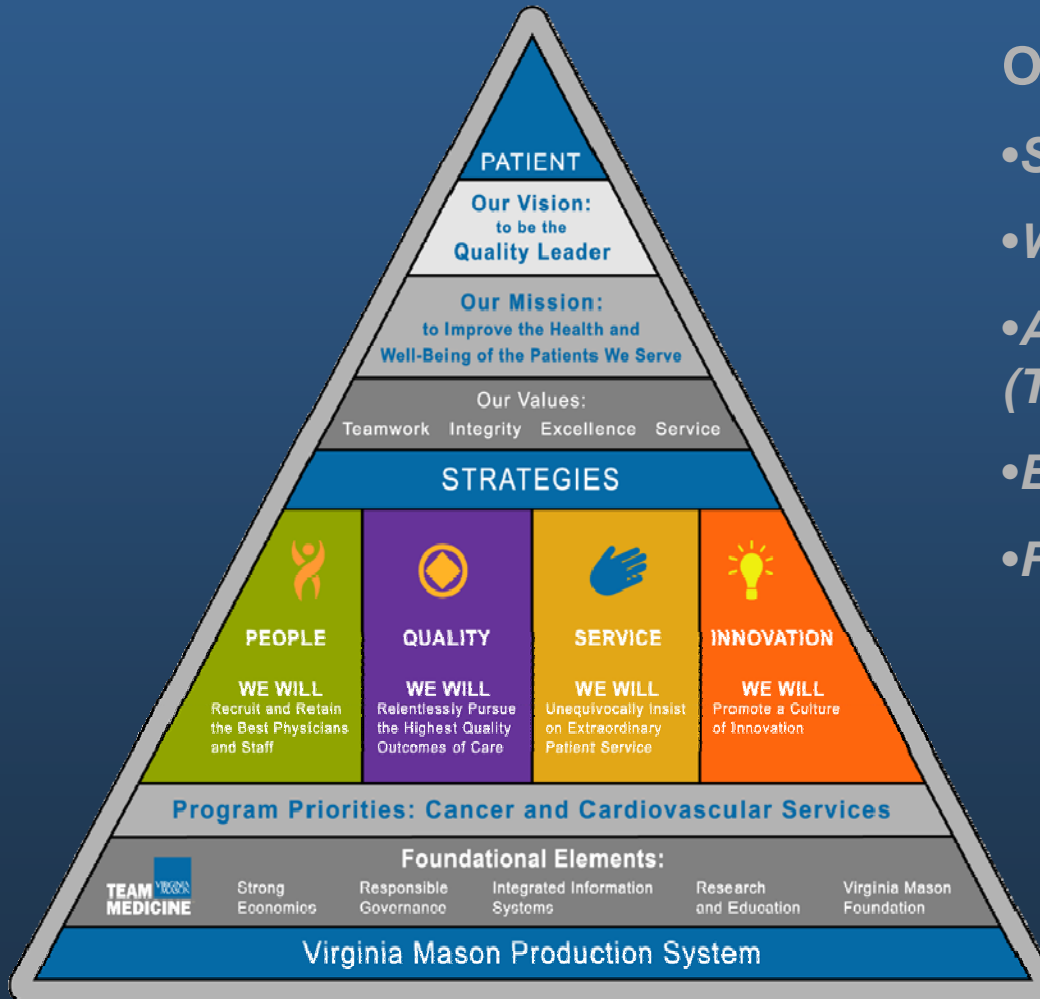 PATIENT
Our Vision:
to be the
Quality Leader
Our Mission:
to Improve the Health and
Well-Being of the Patients We Serve
Our Values:
Teamwork Integrity Excellence Service
STRATEGIES
PEOPLE
WE WILL
Recruit and Retain
the Best Physicians
and Staff
QUALITY
WE WILL
Relentlessly Pursue
the Highest Quality
Outcomes of Care
SERVICE
WE WILL
Unequivocally Insist
on Extraordinary
Patient Service
INNOVATION
WE WILL
Promote a Culture
of Innovation
Program Priorities: Cancer and Cardiovascular Services
Foundational Elements:
TEAM VIRGINIA MASON
MEDICINE
Strong
Economics
Responsible
Governance
Integrated Information
Systems
Research
and Education
Virginia Mason
Foundation
Virginia Mason Production System